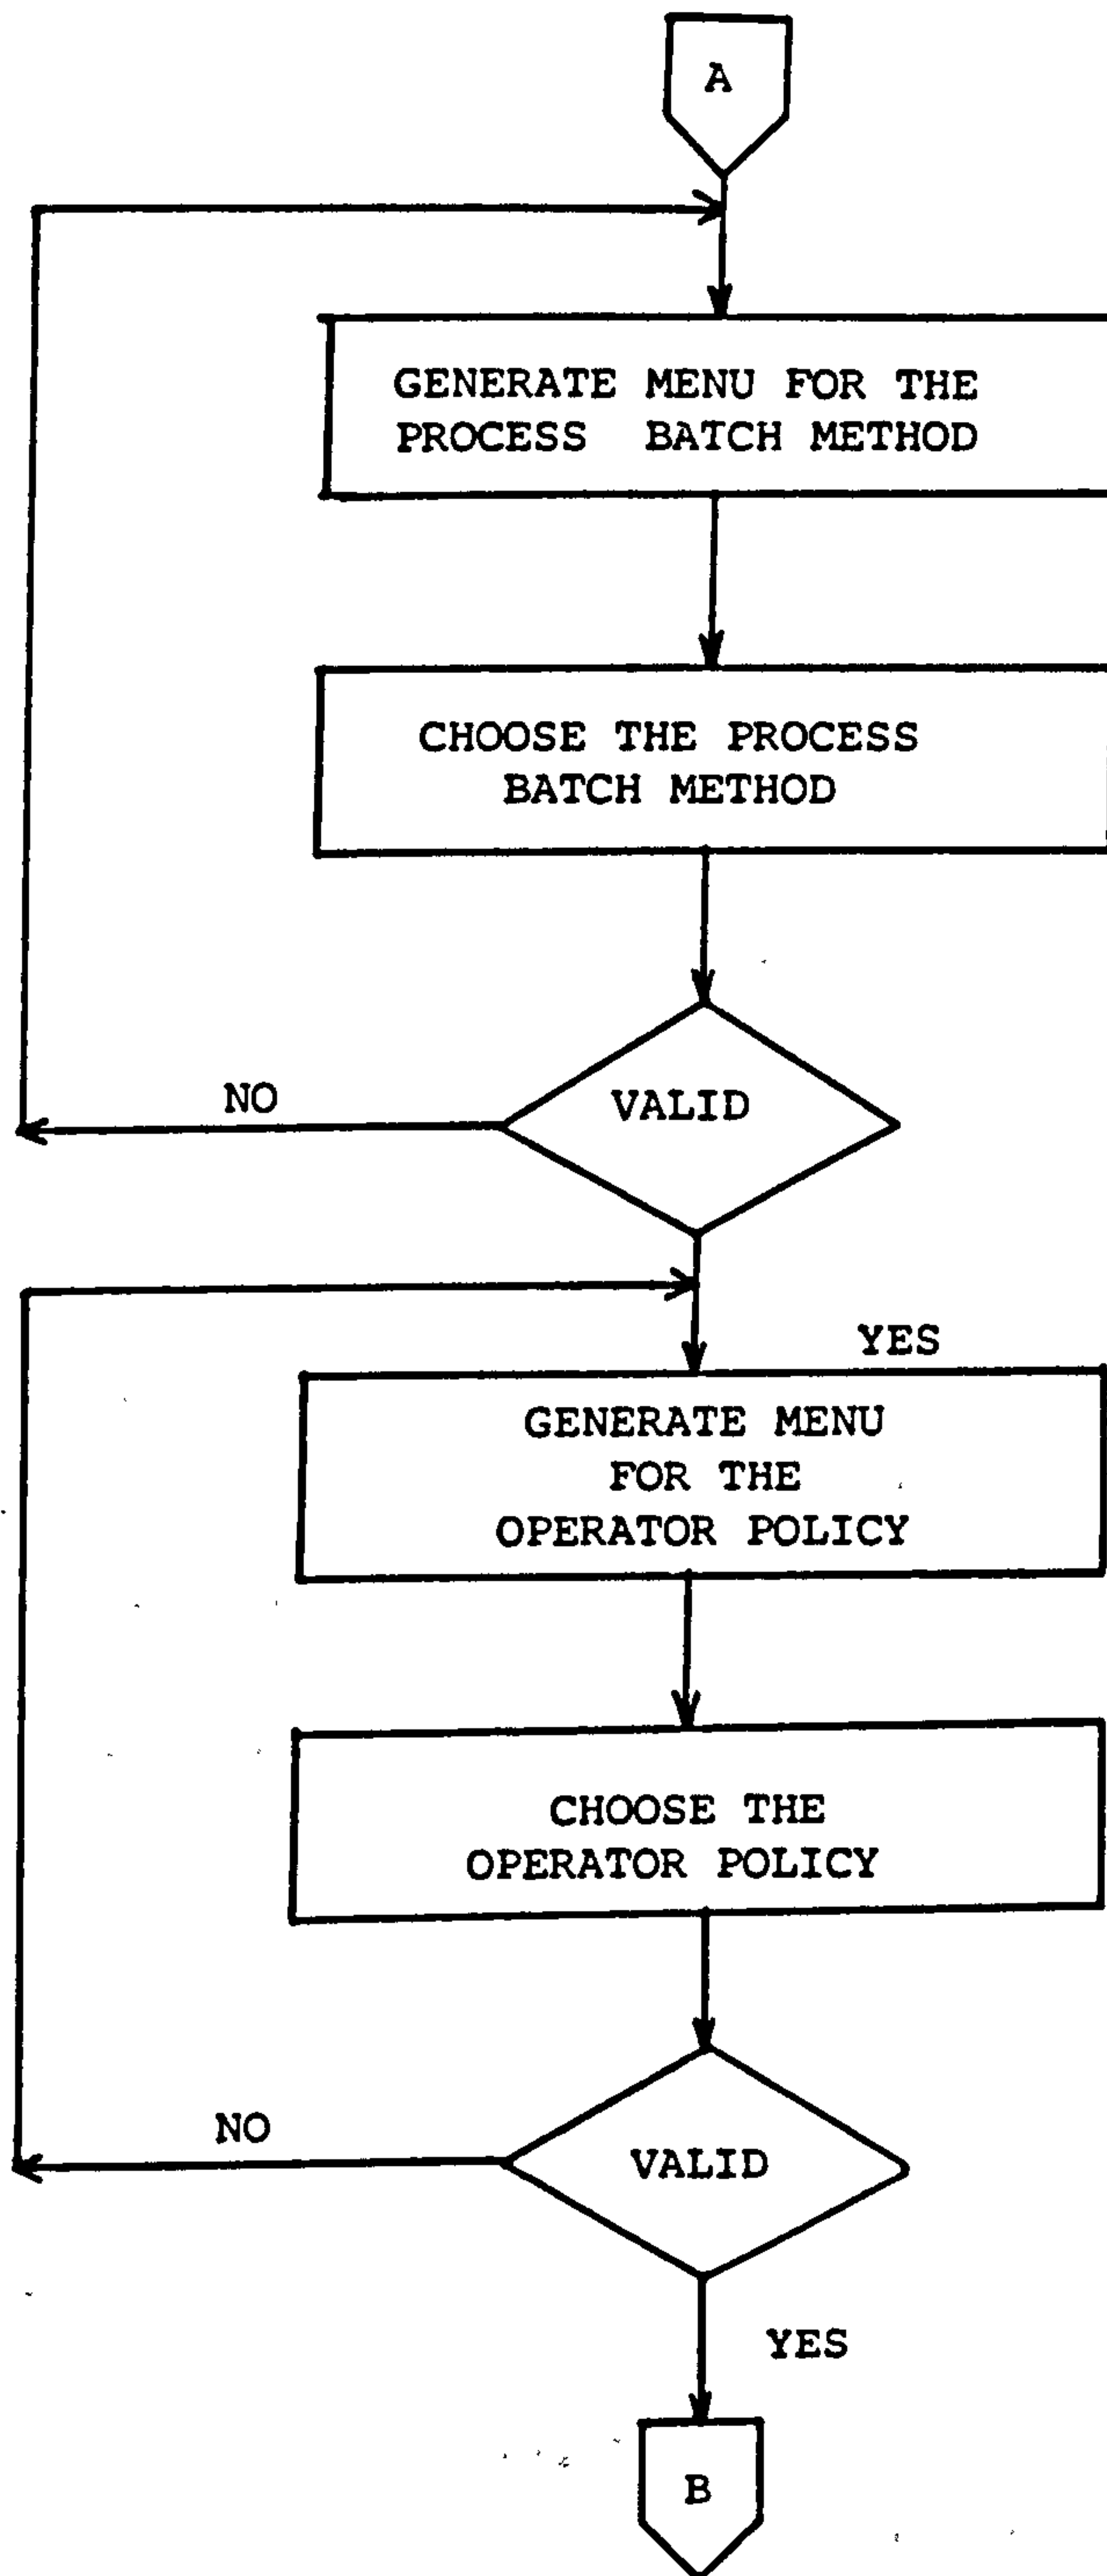 A
GENERATE MENU FOR THE
PROCESS BATCH METHOD
CHOOSE THE PROCESS
BATCH METHOD
VALID
NO
YES
GENERATE MENU
FOR THE
OPERATOR POLICY
CHOOSE THE
OPERATOR POLICY
VALID
NO
YES
B